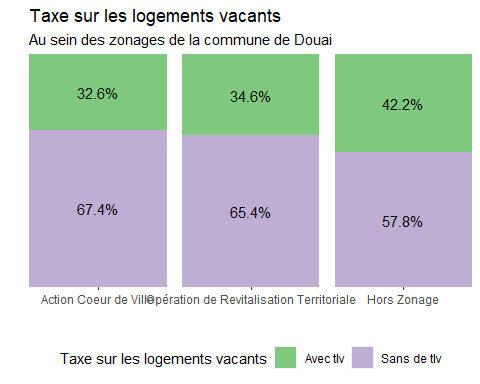 Taxe sur les logements vacants
Au sein des zonages de la commune de Douai
32.6%
34.6%
42.2%
67.4%
65.4%
57.8%
Action Coeur de Ville
Opération de Revitalisation Territoriale
Hors Zonage
Taxe sur les logements vacants
Avec tlv
Sans de tlv